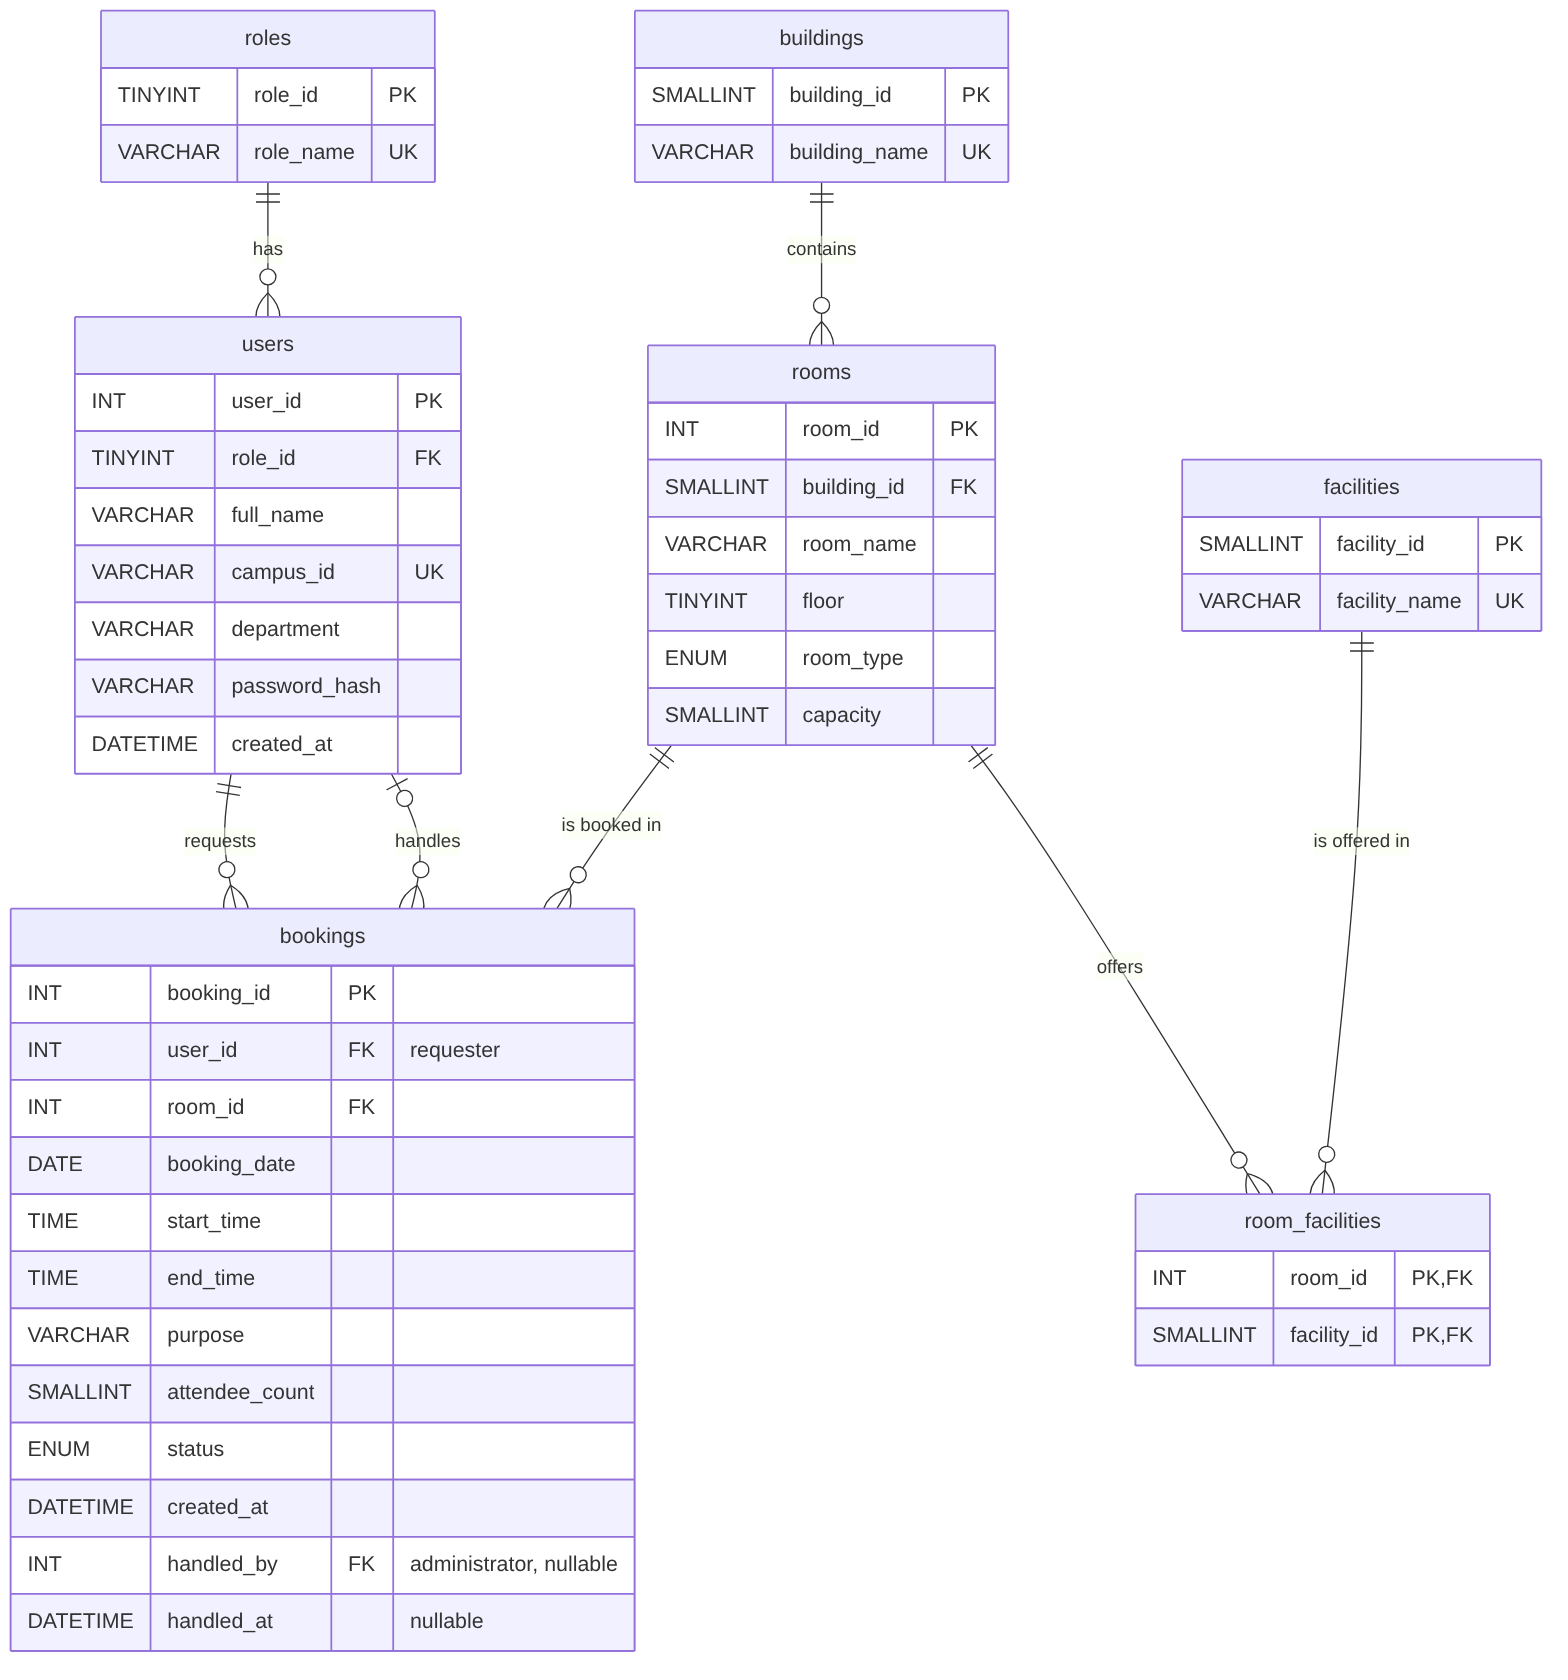 roles
TINYINT role_id PK
VARCHAR role_name UK
buildings
SMALLINT building_id PK
VARCHAR building_name UK
has
contains
users
INT user_id PK
TINYINT role_id FK
VARCHAR full_name
VARCHAR campus_id UK
VARCHAR department
VARCHAR password_hash
DATETIME created_at
rooms
INT room_id PK
SMALLINT building_id FK
VARCHAR room_name
TINYINT floor
ENUM room_type
SMALLINT capacity
facilities
SMALLINT facility_id PK
VARCHAR facility_name UK
requests
handles
is booked in
is offered in
offers
bookings
INT booking_id PK
INT user_id FK requester
INT room_id FK
DATE booking_date
TIME start_time
TIME end_time
VARCHAR purpose
SMALLINT attendee_count
ENUM status
DATETIME created_at
INT handled_by FK administrator, nullable
DATETIME handled_at nullable
room_facilities
INT room_id PK,FK
SMALLINT facility_id PK,FK